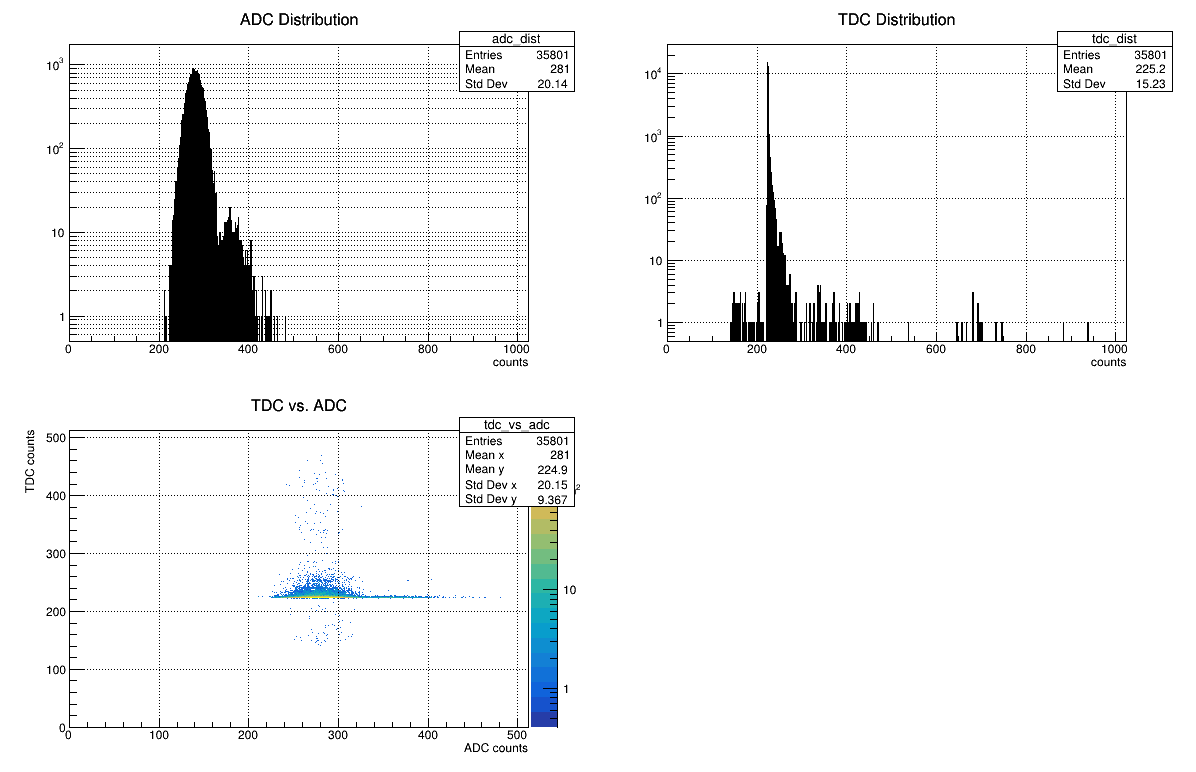 ADC Distribution
adc_dist
Entries 35801
Mean 281
Std Dev 20.14
10³
10²
10
1
0 200 300 400 600 800 1000
counts
TDC Distribution
tdc_dist
Entries 35801
Mean 225.2
Std Dev 15.23
10⁴
10³
10²
10
1
0 200 400 600 800 1000
counts
TDC vs. ADC
tdc_vs_adc
Entries 35801
Mean x 281
Mean y 224.9
Std Dev x 20.15
Std Dev y 9.367
TDC counts
500
400
300
200
100
0
0 100 200 300 400 500
ADC counts
10
1